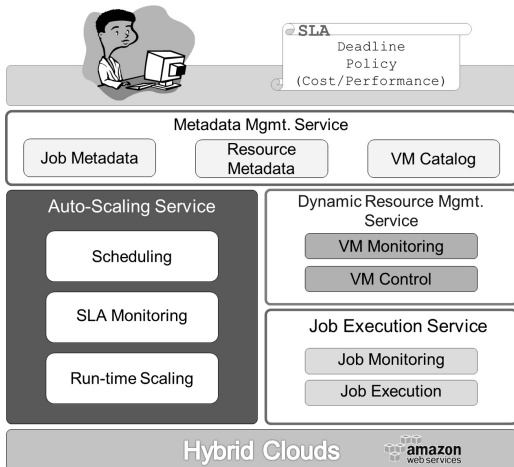 SLA
Deadline
Policy
(Cost/Performance)
Metadata Mgmt. Service
Job Metadata
Resource
Metadata
VM Catalog
Auto-Scaling Service
Scheduling
SLA Monitoring
Run-time Scaling
Dynamic Resource Mgmt.
Service
VM Monitoring
VM Control
Job Execution Service
Job Monitoring
Job Execution
Hybrid Clouds
amazon
web services